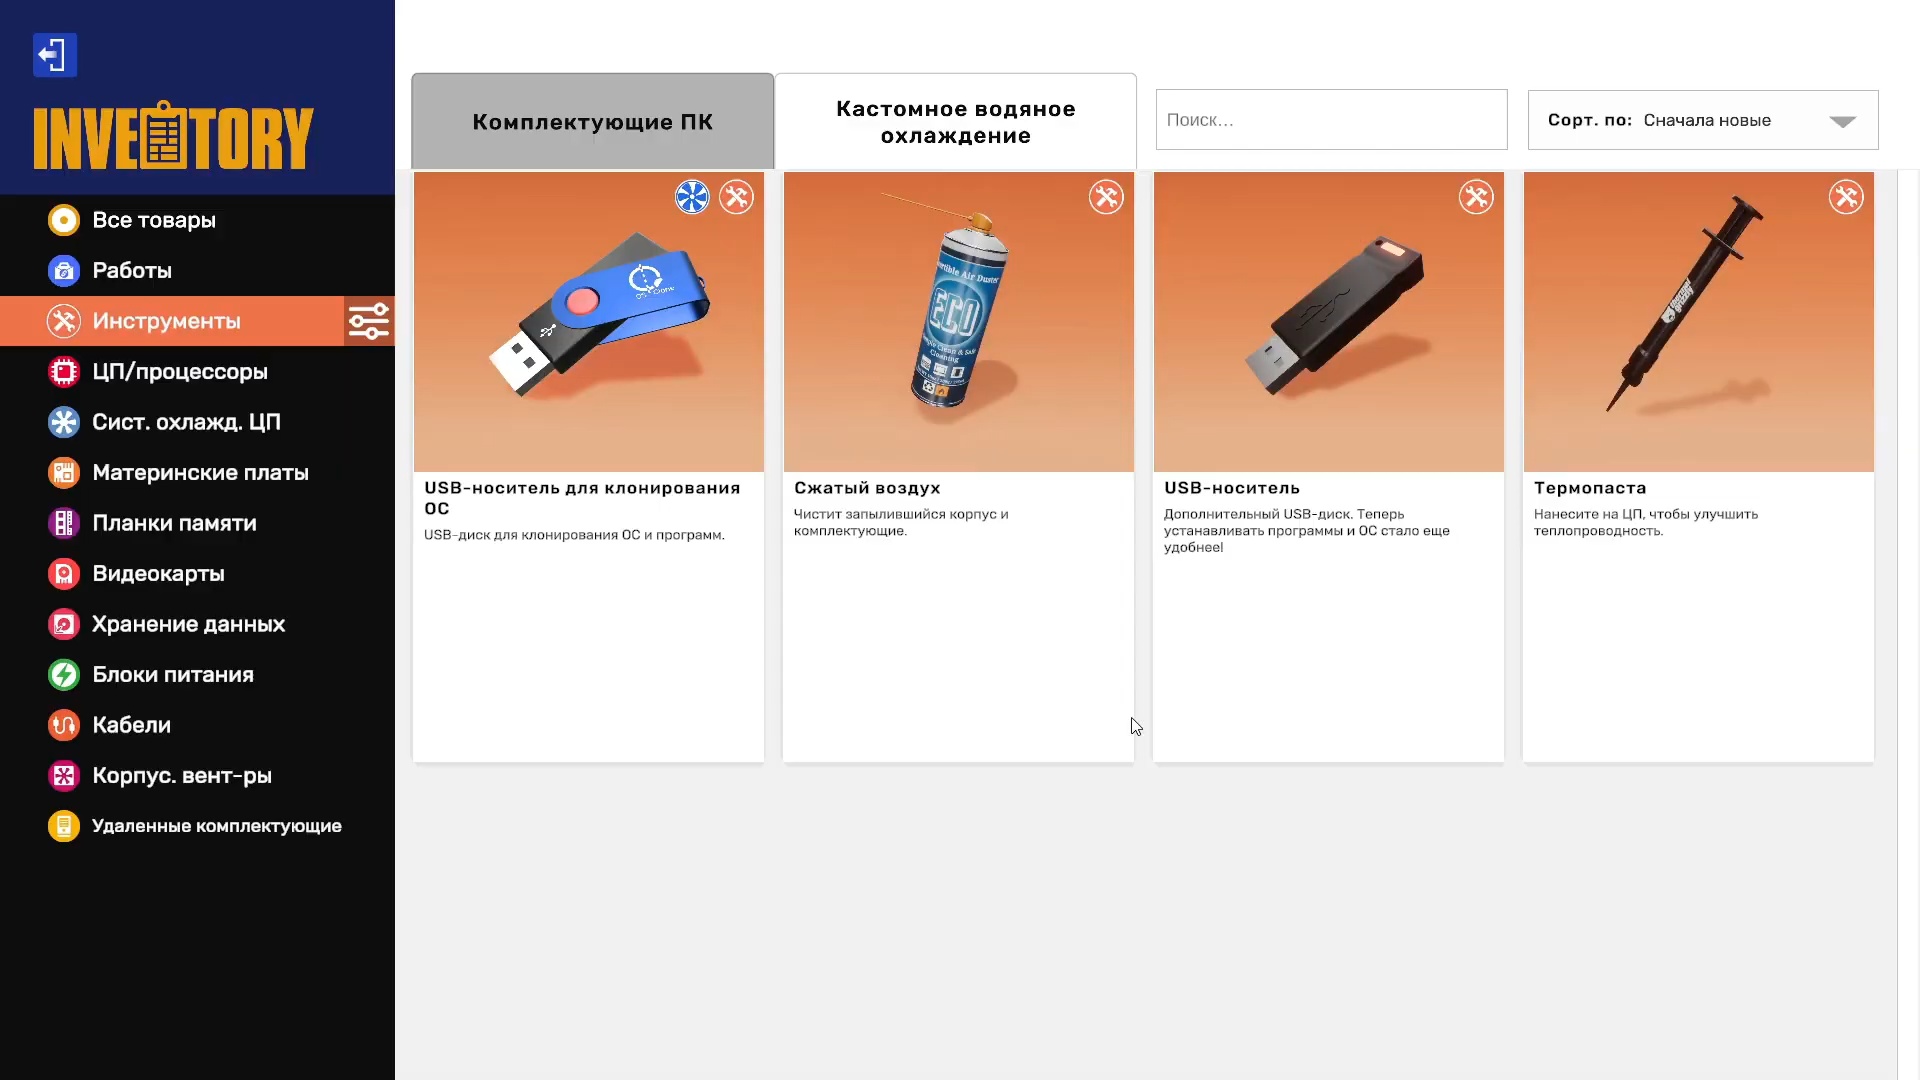 INVENTORY
Все товары
Работы
Инструменты
ЦП/процессоры
Сист. охлажд. ЦП
Материнские платы
Планки памяти
Видеокарты
Хранение данных
Блоки питания
Кабели
Корпус. вент-ры
Удаленные комплектующие
Комплектующие ПК
Кастомное водяное
охлаждение
Поиск...
Сорт. по: Сначала новые
USB-носитель для клонирования
ОС
USB-диск для клонирования ОС и программ.
ECO
Сжатый воздух
Чистит запылившийся корпус и
комплектующие.
USB-носитель
Дополнительный USB-диск. Теперь
устанавливать программы и ОС стало еще
удобнее!
thermal
grizzly
Термопаста
Нанесите на ЦП, чтобы улучшить
теплопроводность.